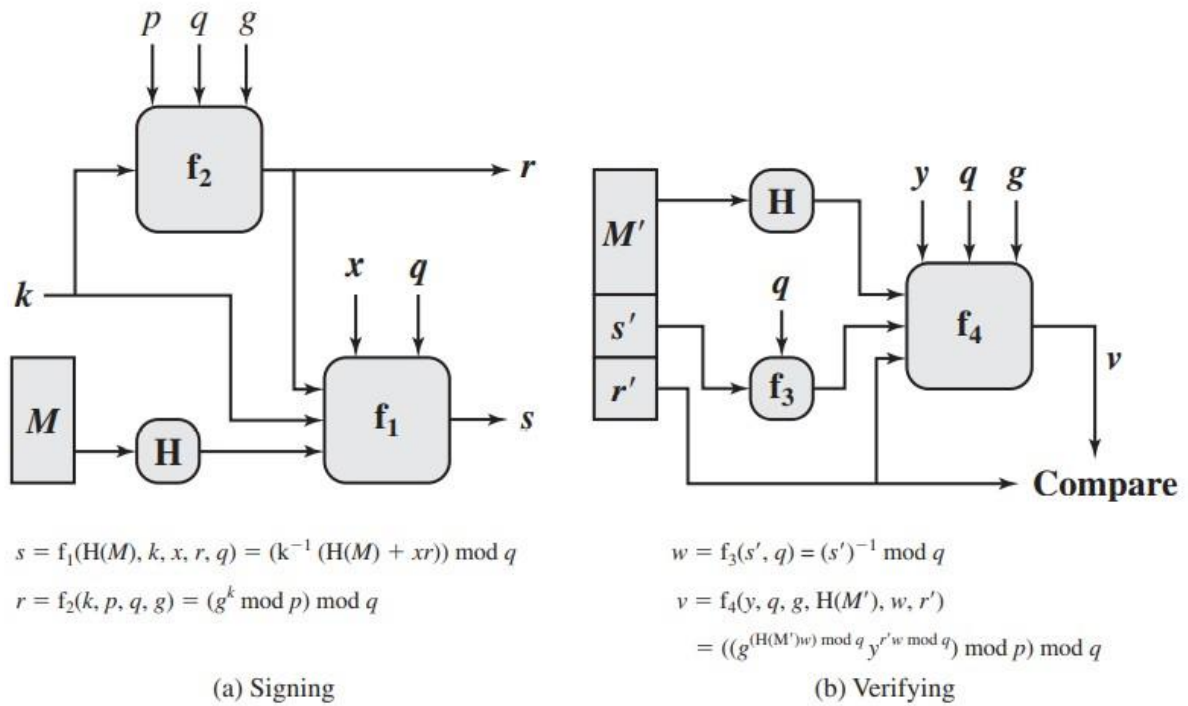 p q g
f₂
r
k
x q
M
H
f₁
s
s = f₁(H(M), k, x, r, q) = (k⁻¹ (H(M) + xr)) mod q
r = f₂(k, p, q, g) = (gᵏ mod p) mod q
(a) Signing
y q g
H
M′
q
s′
f₄
r′
f₃
v
Compare
w = f₃(s′, q) = (s′)⁻¹ mod q
v = f₄(y, q, g, H(M′), w, r′)
= ((g^(H(M′)w) mod q y^r′w mod q) mod p) mod q
(b) Verifying